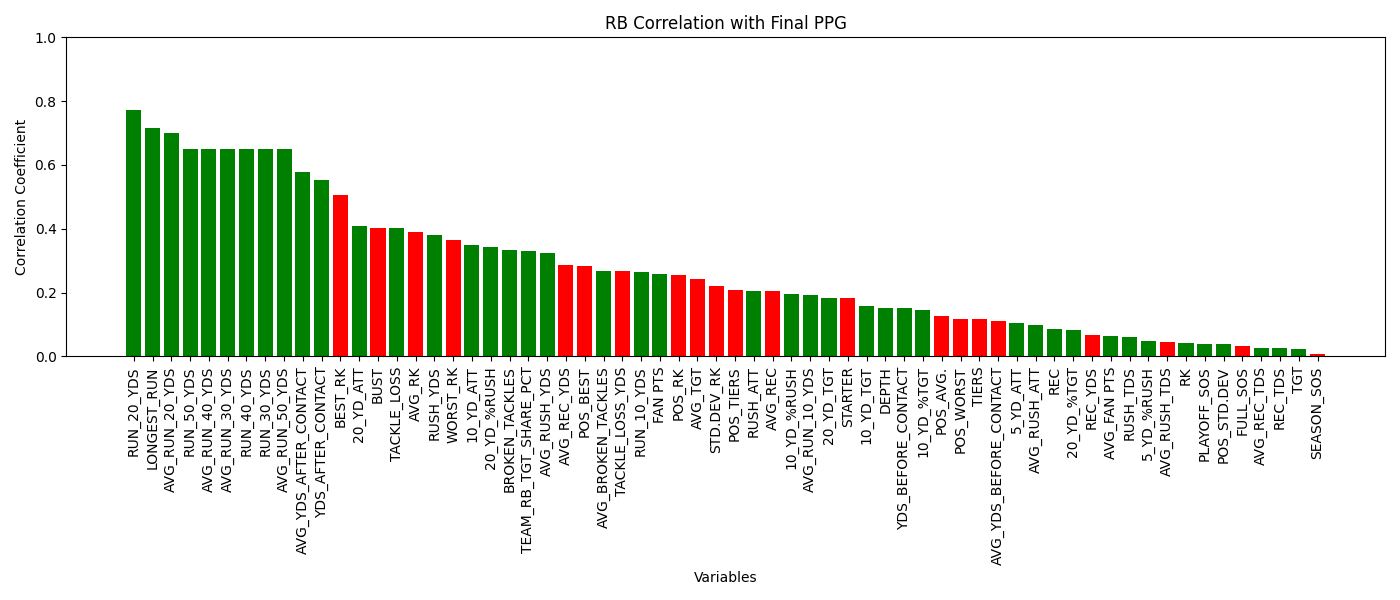 RB Correlation with Final PPG
Correlation Coefficient
1.0
0.8
0.6
0.4
0.2
0.0
RUN_20_YDS
LONGEST_RUN
AVG_RUN_20_YDS
RUN_50_YDS
AVG_RUN_40_YDS
AVG_RUN_30_YDS
RUN_40_YDS
RUN_30_YDS
AVG_RUN_50_YDS
AVG_YDS_AFTER_CONTACT
YDS_AFTER_CONTACT
BEST_RK
20_YD_ATT
BUST
TACKLE_LOSS
AVG_RK
RUSH_YDS
WORST_RK
10_YD_ATT
20_YD_%RUSH
BROKEN_TACKLES
TEAM_RB_TGT_SHARE_PCT
AVG_RUSH_YDS
AVG_REC_YDS
POS_BEST
AVG_BROKEN_TACKLES
TACKLE_LOSS_YDS
RUN_10_YDS
FAN PTS
POS_RK
AVG_TGT
STD.DEV_RK
POS_TIERS
RUSH_ATT
AVG_REC
10_YD_%RUSH
AVG_RUN_10_YDS
20_YD_TGT
STARTER
10_YD_TGT
DEPTH
YDS_BEFORE_CONTACT
10_YD_%TGT
POS_AVG.
POS_WORST
TIERS
AVG_YDS_BEFORE_CONTACT
5_YD_ATT
AVG_RUSH_ATT
REC
20_YD_%TGT
REC_YDS
AVG_FAN PTS
RUSH_TDS
5_YD_%RUSH
AVG_RUSH_TDS
RK
PLAYOFF_SOS
POS_STD.DEV
FULL_SOS
AVG_REC_TDS
REC_TDS
TGT
SEASON_SOS
Variables